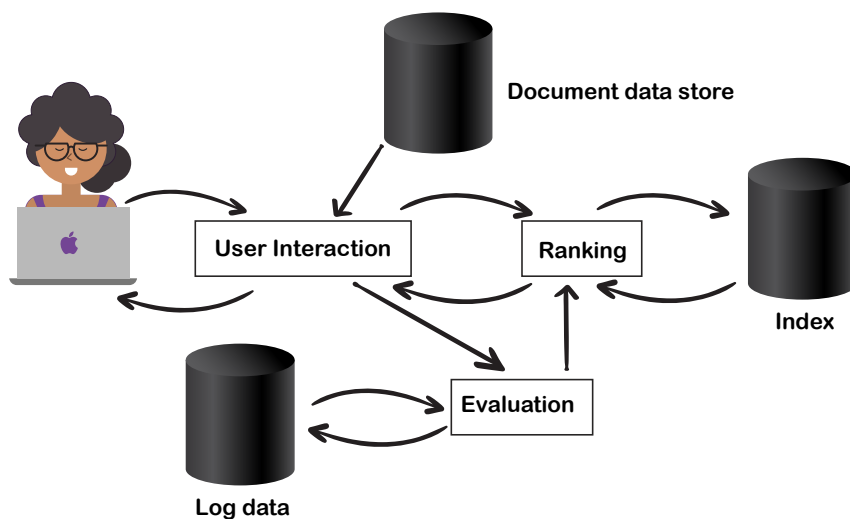 Document data store
User Interaction
Ranking
Index
Evaluation
Log data